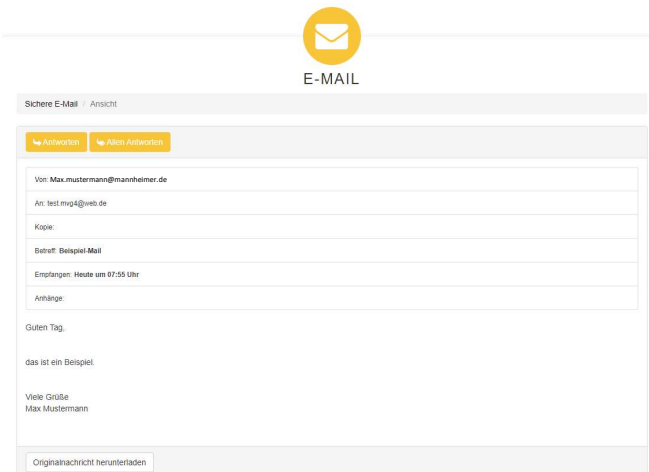 E-MAIL
Sichere E-Mail / Ansicht
Antworten Allen Antworten
Von: Max.mustermann@mannheimer.de
An: test.mvg4@web.de
Kopie:
Betreff: Beispiel-Mail
Empfangen: Heute um 07:55 Uhr
Anhänge:
Guten Tag,
das ist ein Beispiel.
Viele Grüße
Max Mustermann
Originalnachricht herunterladen